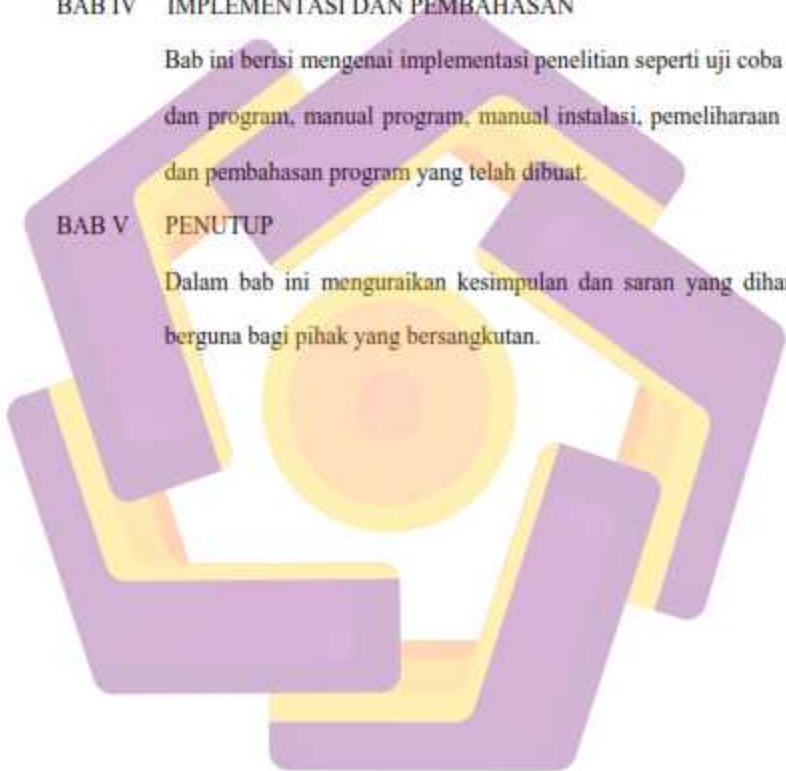 BAB IV IMPLEMENTASI DAN PEMBAHASAN
Bab ini berisi mengenai implementasi penelitian seperti uji coba
dan program, manual program, manual instalasi, pemeliharaan
dan pembahasan program yang telah dibuat.
BAB V PENUTUP
Dalam bab ini menguraikan kesimpulan dan saran yang
berguna bagi pihak yang bersangkutan.